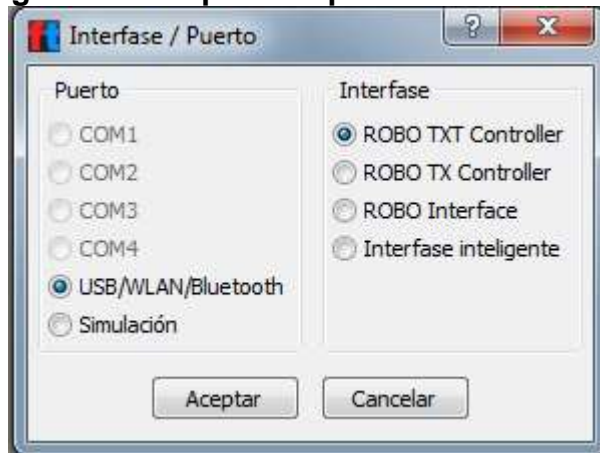 Interfase / Puerto
Puerto
COM1
COM2
COM3
COM4
USB/WLAN/Bluetooth
Simulación
Interfase
ROBO TXT Controller
ROBO TX Controller
ROBO Interface
Interfase inteligente
Aceptar
Cancelar